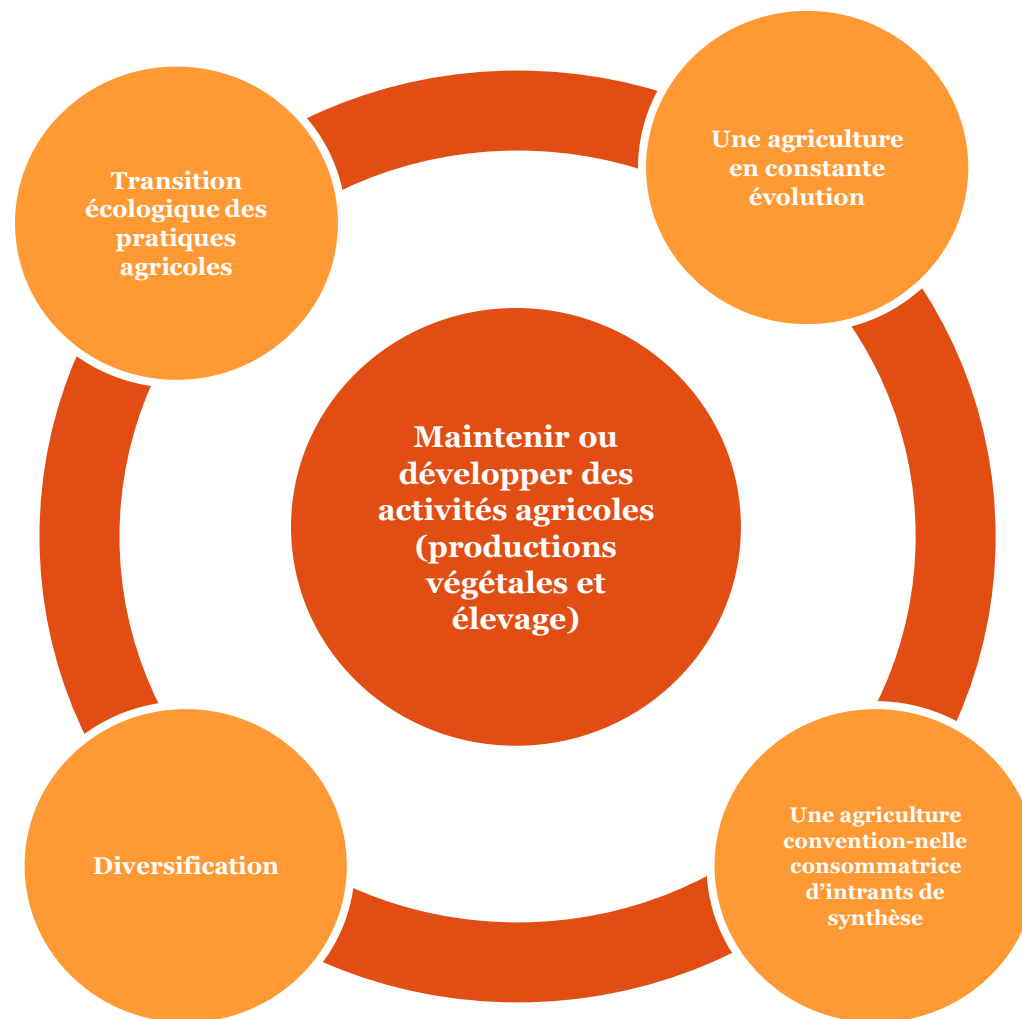 Une agriculture
en constante
évolution
Transition
écologique des
pratiques
agricoles
Maintenir ou
développer des
activités agricoles
(productions
végétales et
élevage)
Une agriculture
convention-nelle
consommatrice
d’intrants de
synthèse
Diversification